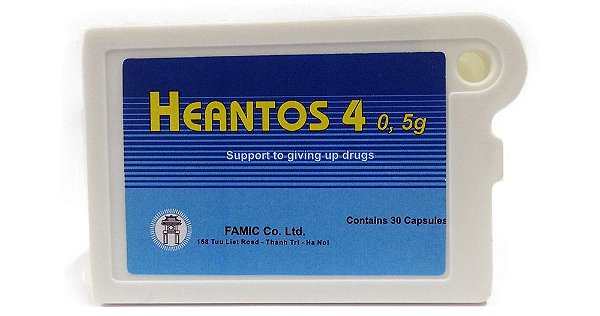 HEANTOS 4 0, 5g
Support to giving up drugs
Contains 30 Capsules
FAMIC Co. Ltd.
158 Tuu Liet Road - Thanh Tri - Ha Noi